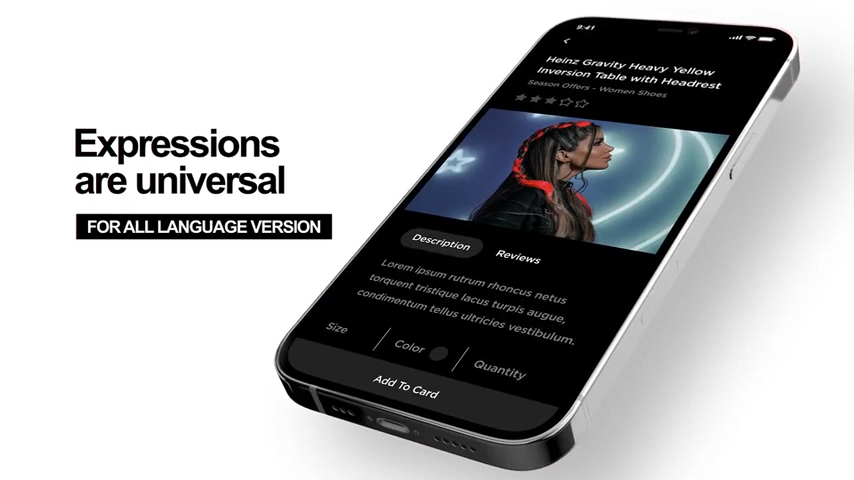 Expressions
are universal
FOR ALL LANGUAGE VERSION
9:41
Heinz Gravity Heavy Yellow
Inversion Table with Headrest
Season Offers - Women Shoes
Description
Reviews
Lorem ipsum rutrum rhoncus netus
torquent tristique lacus turpis augue,
condimentum tellus ultricies vestibulum.
Size
Color
Quantity
Add To Card